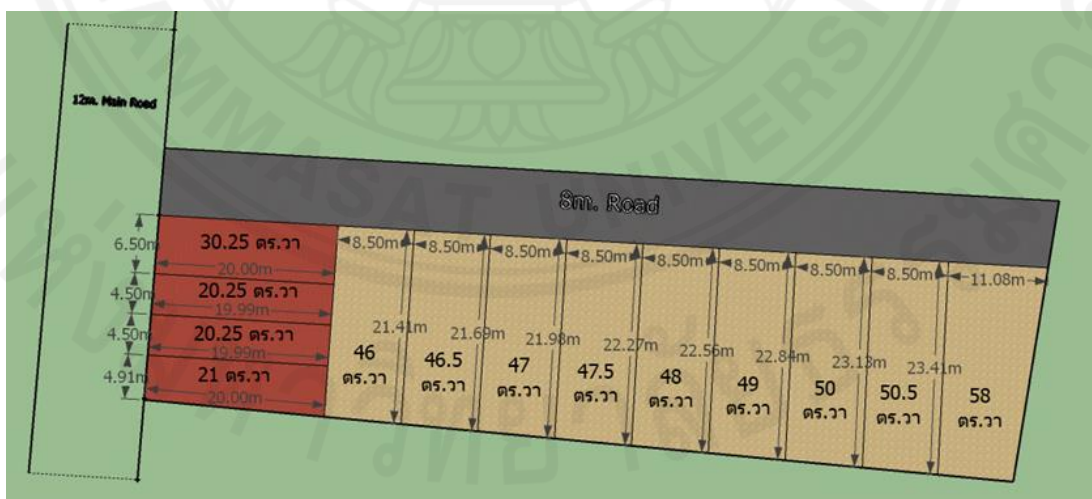 THAMMASAT UNIVERSITY
12m. Main Road
8m. Road
6.50m
30.25 ตร.วา
20.00m
4.50m
20.25 ตร.วา
19.99m
4.50m
20.25 ตร.วา
19.99m
4.91m
21 ตร.วา
20.00m
8.50m 8.50m 8.50m 8.50m 8.50m 8.50m 8.50m 8.50m 11.08m
21.41m 21.69m 21.98m 22.27m 22.56m 22.84m 23.13m 23.41m
46 46.5 47 47.5 48 49 50 50.5 58
ตร.วา ตร.วา ตร.วา ตร.วา ตร.วา ตร.วา ตร.วา ตร.วา ตร.วา